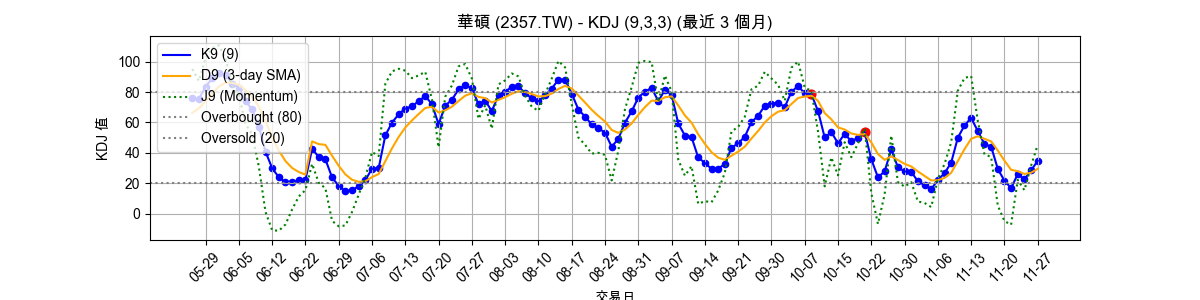 華碩 (2357.TW) - KDJ (9,3,3) (最近 3 個月)
KDJ 值
100
80
60
40
20
0
K9 (9)
D9 (3-day SMA)
J9 (Momentum)
Overbought (80)
Oversold (20)
05-29 06-05 06-12 06-22 06-29 07-06 07-13 07-20 07-27 08-03 08-10 08-17 08-24 08-31 09-07 09-14 09-21 09-30 10-07 10-15 10-22 10-30 11-06 11-13 11-20 11-27
交易日